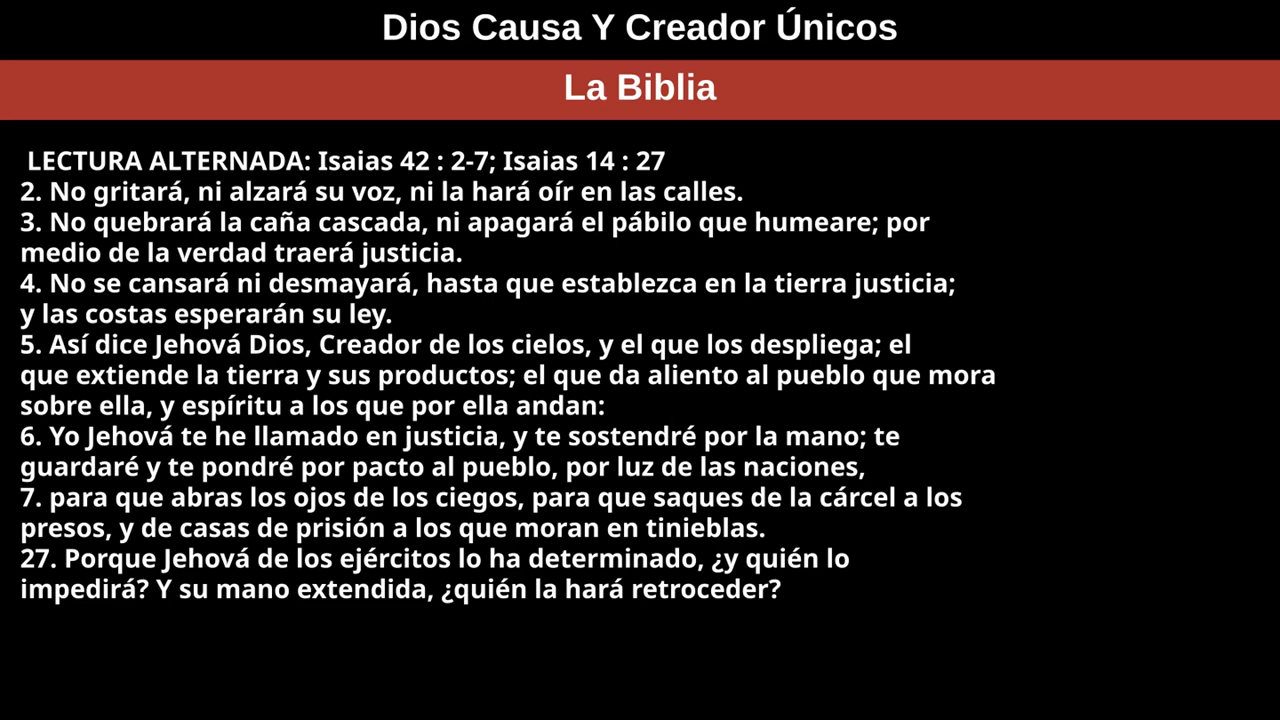 Dios Causa Y Creador Únicos
La Biblia
LECTURA ALTERNADA: Isaias 42 : 2-7; Isaias 14 : 27
2. No gritará, ni alzará su voz, ni la hará oír en las calles.
3. No quebrará la caña cascada, ni apagará el pábilo que humeare; por
medio de la verdad traerá justicia.
4. No se cansará ni desmayará, hasta que establezca en la tierra justicia;
y las costas esperarán su ley.
5. Así dice Jehová Dios, Creador de los cielos, y el que los despliega; el
que extiende la tierra y sus productos; el que da aliento al pueblo que mora
sobre ella, y espíritu a los que por ella andan:
6. Yo Jehová te he llamado en justicia, y te sostendré por la mano; te
guardaré y te pondré por pacto al pueblo, por luz de las naciones,
7. para que abras los ojos de los ciegos, para que saques de la cárcel a los
presos, y de casas de prisión a los que moran en tinieblas.
27. Porque Jehová de los ejércitos lo ha determinado, ¿y quién lo
impedirá? Y su mano extendida, ¿quién la hará retroceder?